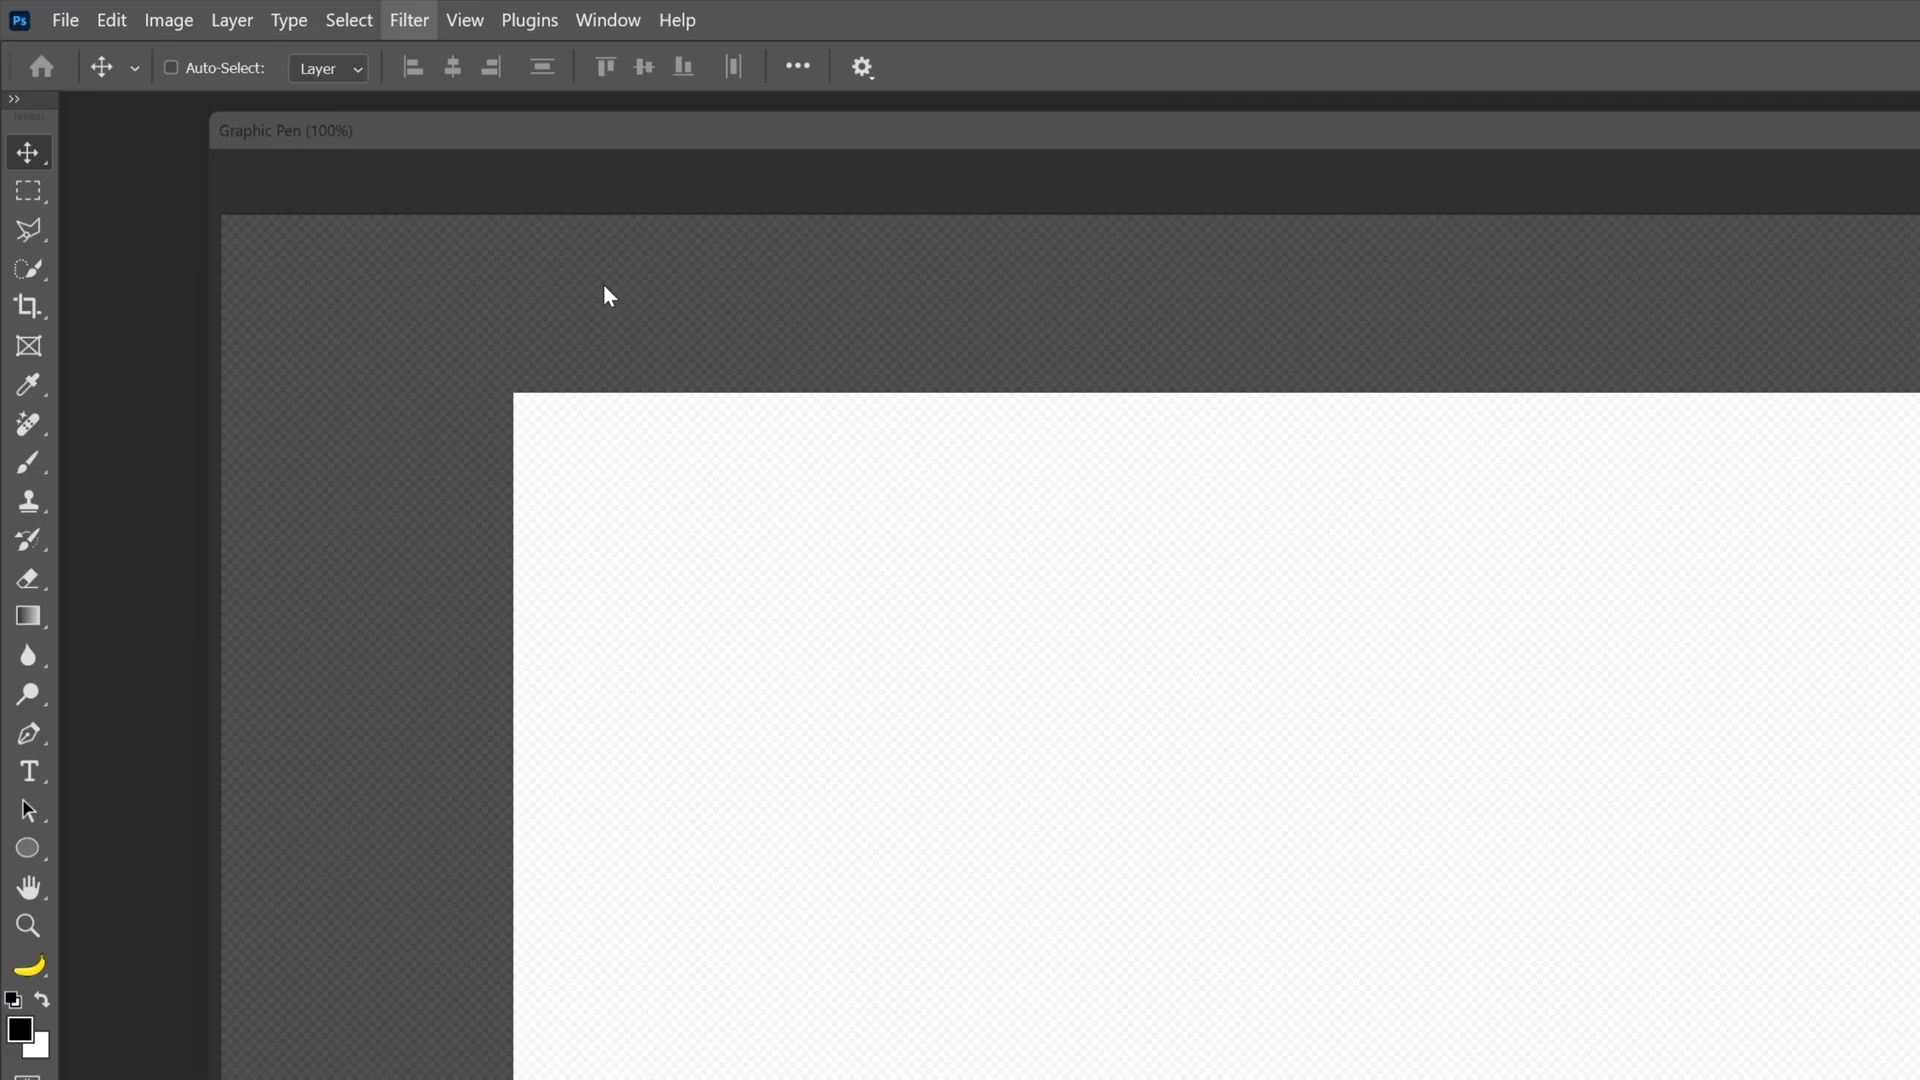 Ps File Edit Image Layer Type Select Filter View Plugins Window Help
Auto-Select: Layer
Graphic Pen (100%)